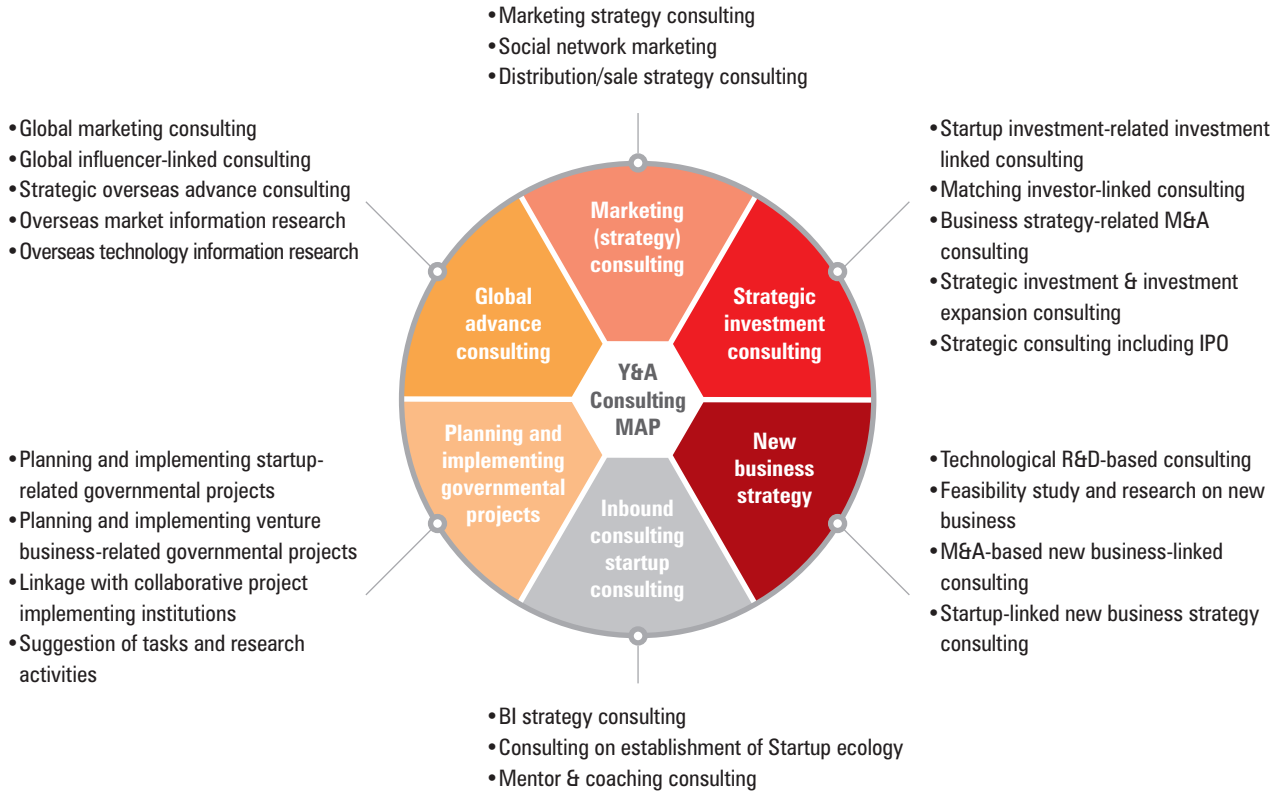 •Marketing strategy consulting
•Social network marketing
•Distribution/sale strategy consulting
•Global marketing consulting
•Global influencer-linked consulting
•Strategic overseas advance consulting
•Overseas market information research
•Overseas technology information research
•Startup investment-related investment
linked consulting
•Matching investor-linked consulting
•Business strategy-related M&A
consulting
•Strategic investment & investment
expansion consulting
•Strategic consulting including IPO
Marketing
(strategy)
consulting
Global
advance
consulting
Strategic
investment
consulting
Y&A
Consulting
MAP
Planning and
implementing
governmental
projects
New
business
strategy
Inbound
consulting
startup
consulting
•Planning and implementing startup-
related governmental projects
•Planning and implementing venture
business-related governmental projects
•Linkage with collaborative project
implementing institutions
•Suggestion of tasks and research
activities
•Technological R&D-based consulting
•Feasibility study and research on new
business
•M&A-based new business-linked
consulting
•Startup-linked new business strategy
consulting
•BI strategy consulting
•Consulting on establishment of Startup ecology
•Mentor & coaching consulting